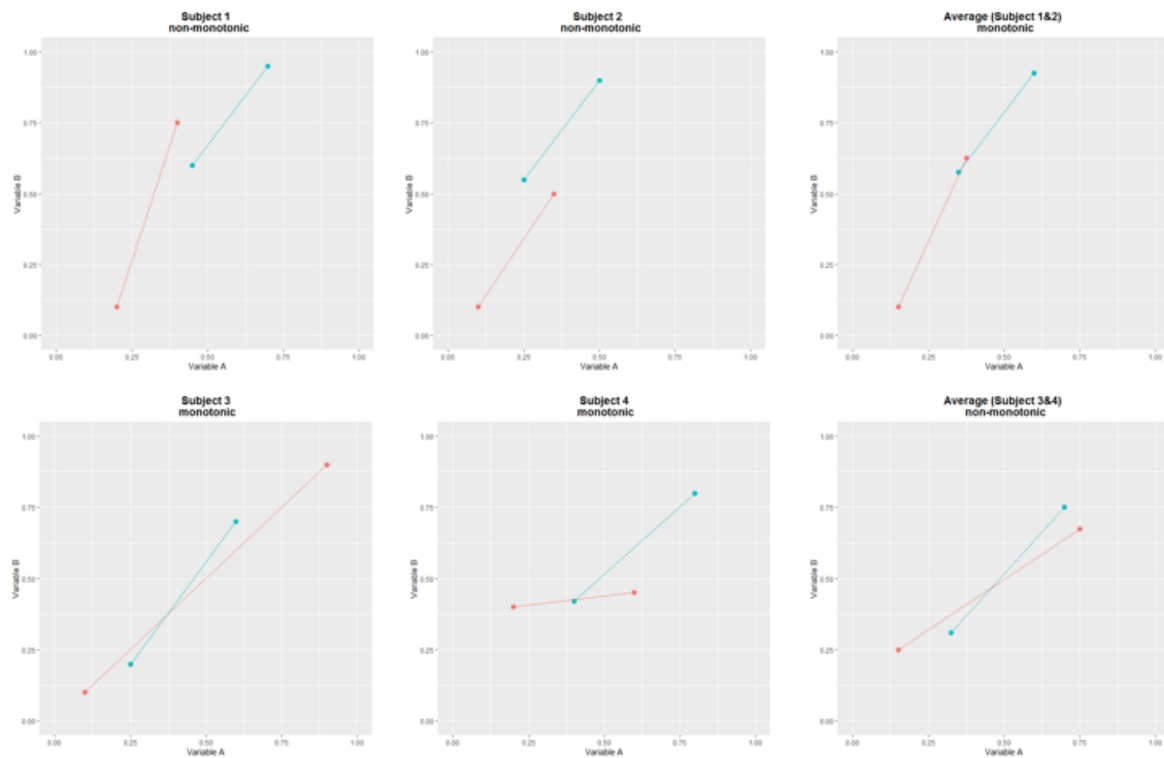 Subject 1
non-monotonic
1.00
0.75
0.50
0.25
0.00
Variable B
0.00 0.25 0.50 0.75 1.00
Variable A
Subject 2
non-monotonic
1.00
0.75
0.50
0.25
0.00
Variable B
0.00 0.25 0.50 0.75 1.00
Variable A
Average (Subject 1&2)
monotonic
1.00
0.75
0.50
0.25
0.00
Variable B
0.00 0.25 0.50 0.75 1.00
Variable A
Subject 3
monotonic
1.00
0.75
0.50
0.25
0.00
Variable B
0.00 0.25 0.50 0.75 1.00
Variable A
Subject 4
monotonic
1.00
0.75
0.50
0.25
0.00
Variable B
0.00 0.25 0.50 0.75 1.00
Variable A
Average (Subject 3&4)
non-monotonic
1.00
0.75
0.50
0.25
0.00
Variable B
0.00 0.25 0.50 0.75 1.00
Variable A